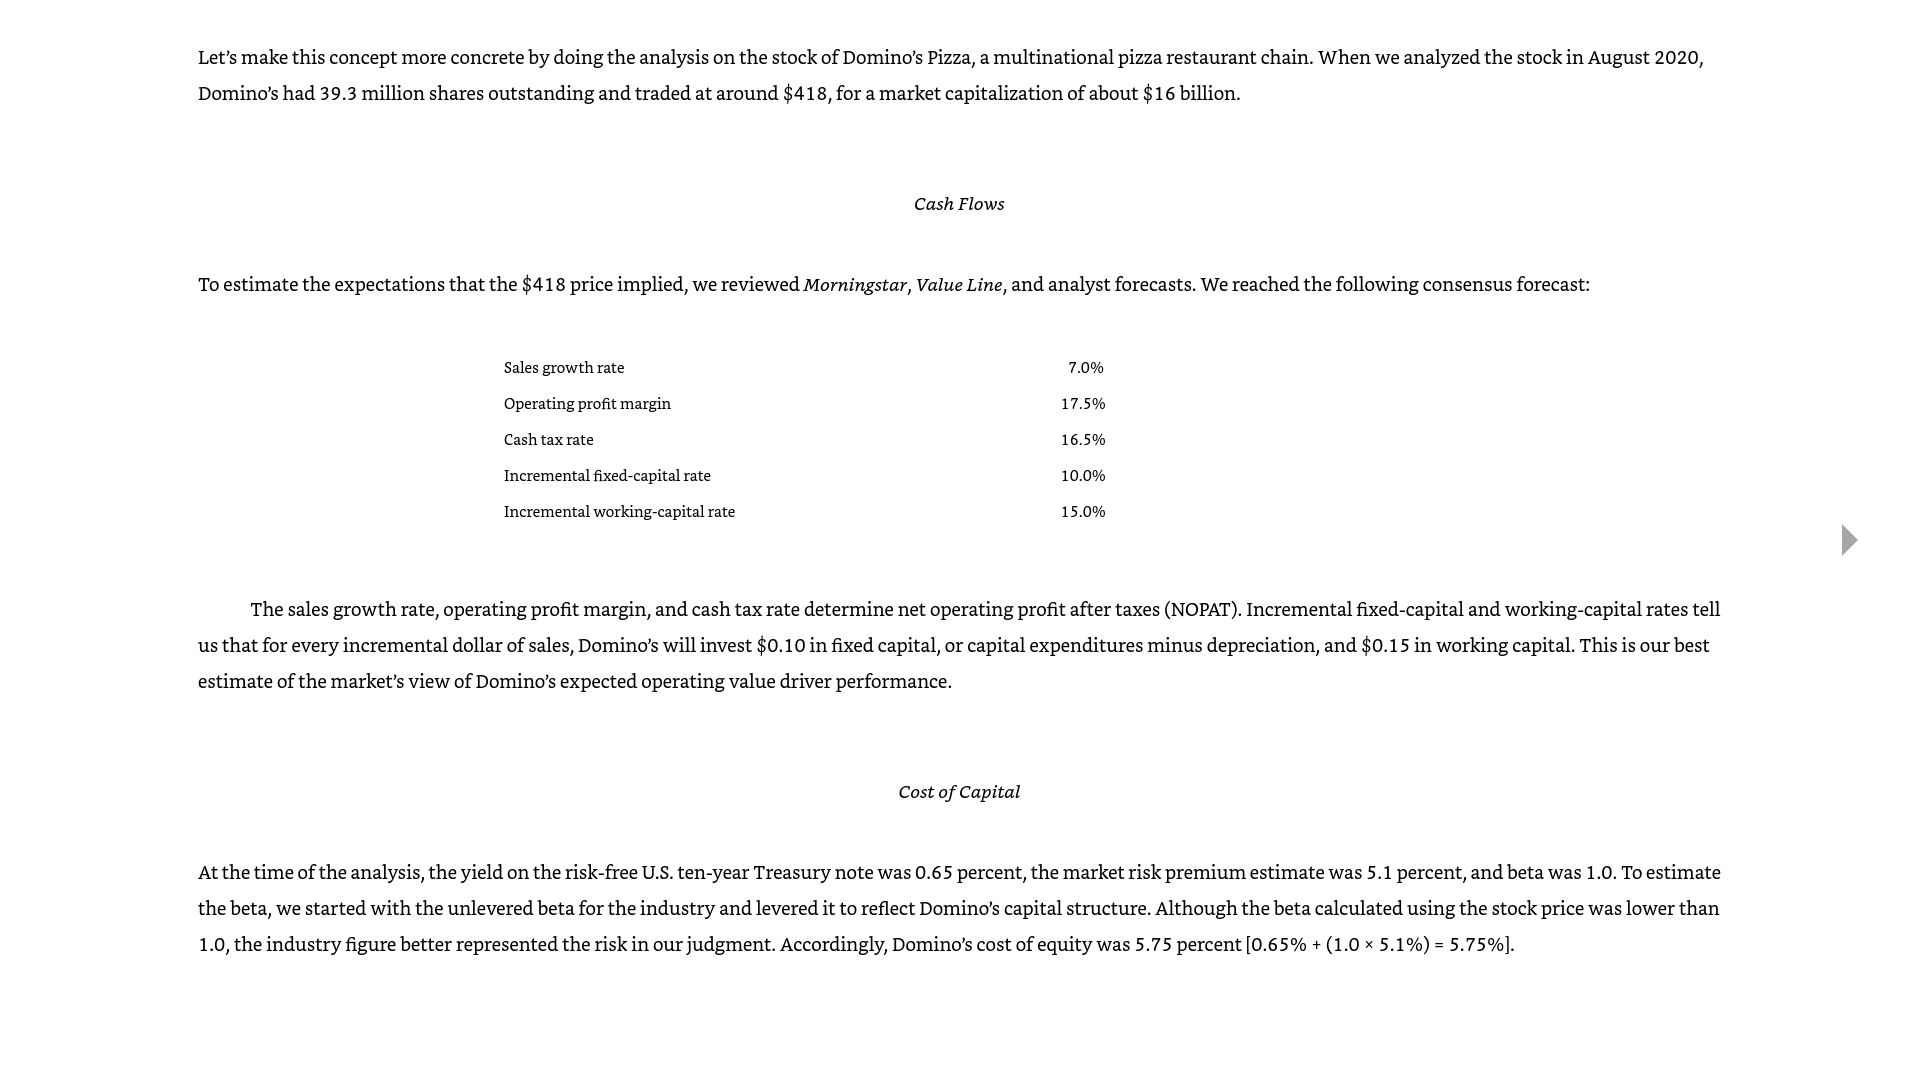 Let’s make this concept more concrete by doing the analysis on the stock of Domino’s Pizza, a multinational pizza restaurant chain. When we analyzed the stock in August 2020,
Domino’s had 39.3 million shares outstanding and traded at around $418, for a market capitalization of about $16 billion.
Cash Flows
To estimate the expectations that the $418 price implied, we reviewed Morningstar, Value Line, and analyst forecasts. We reached the following consensus forecast:
Sales growth rate 7.0%
Operating profit margin 17.5%
Cash tax rate 16.5%
Incremental fixed-capital rate 10.0%
Incremental working-capital rate 15.0%
The sales growth rate, operating profit margin, and cash tax rate determine net operating profit after taxes (NOPAT). Incremental fixed-capital and working-capital rates tell
us that for every incremental dollar of sales, Domino’s will invest $0.10 in fixed capital, or capital expenditures minus depreciation, and $0.15 in working capital. This is our best
estimate of the market’s view of Domino’s expected operating value driver performance.
Cost of Capital
At the time of the analysis, the yield on the risk-free U.S. ten-year Treasury note was 0.65 percent, the market risk premium estimate was 5.1 percent, and beta was 1.0. To estimate
the beta, we started with the unlevered beta for the industry and levered it to reflect Domino’s capital structure. Although the beta calculated using the stock price was lower than
1.0, the industry figure better represented the risk in our judgment. Accordingly, Domino’s cost of equity was 5.75 percent [0.65% + (1.0 × 5.1%) = 5.75%].